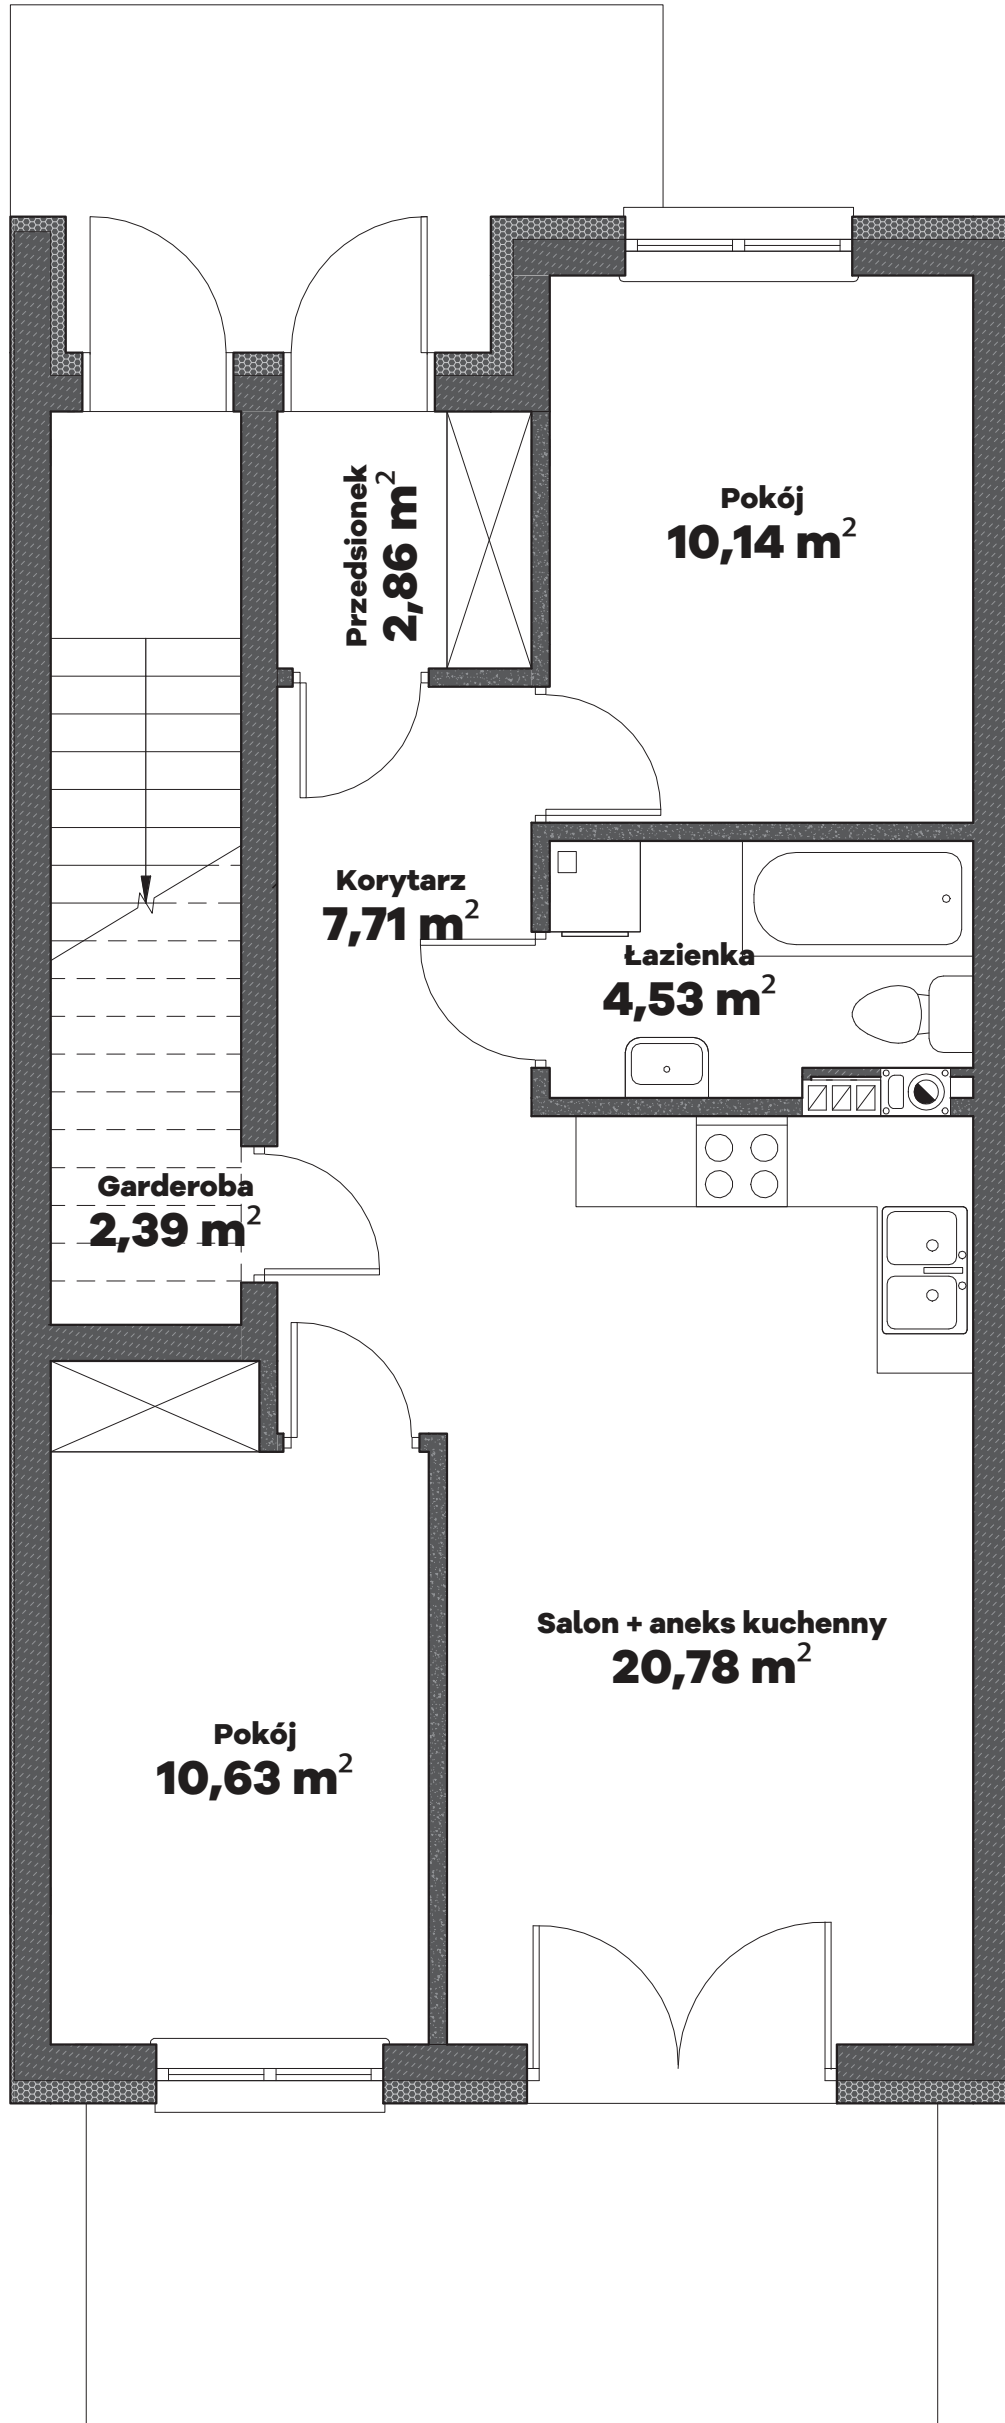 Przedsionek
2,86 m²
Pokój
10,14 m²
Korytarz
7,71 m²
Łazienka
4,53 m²
Garderoba
2,39 m²
Salon + aneks kuchenny
20,78 m²
Pokój
10,63 m²